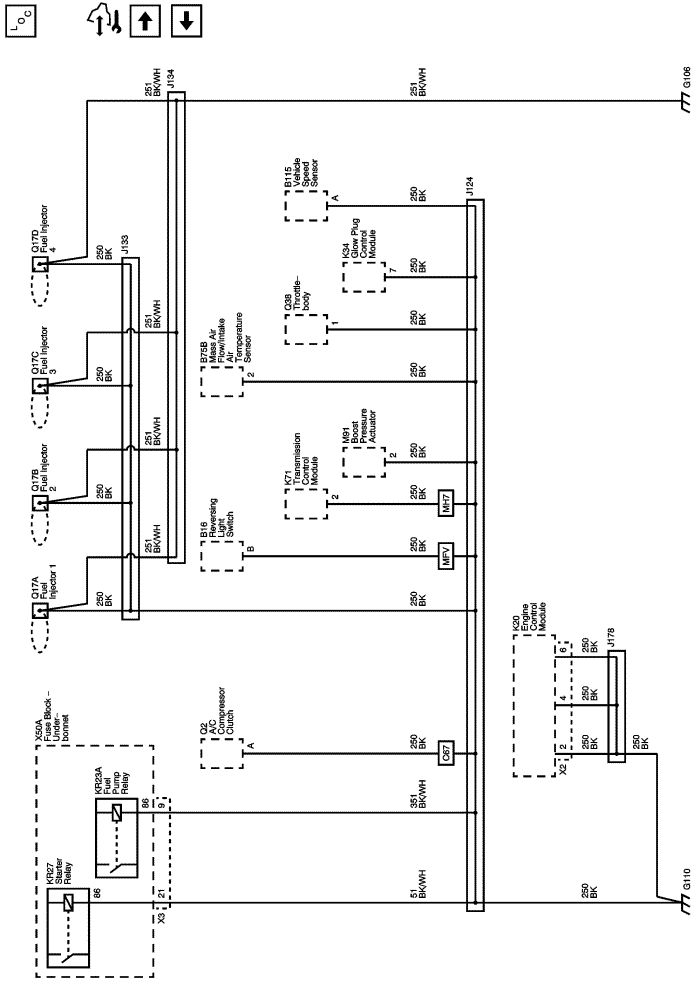 L O C
X50A
Fuse Block –
Under–
bonnet
KR27
Starter
Relay
86
KR23A
Fuel
Pump
Relay
86
X3
21
9
Q17A
Fuel
Injector 1
Q17B
Fuel Injector
2
Q17C
Fuel Injector
3
Q17D
Fuel Injector
4
250
BK
251
BK/WH
250
BK
251
BK/WH
250
BK
251
BK/WH
250
BK
251
BK/WH
J133
J134
251
BK/WH
G106
Q2
A/C
Compressor
Clutch
A
B16
Reversing
Light
Switch
B
K71
Transmission
Control
Module
2
M91
Boost
Pressure
Actuator
2
B75B
Mass Air
Flow/Intake
Air
Temperature
Sensor
2
Q38
Throttle–
body
1
K34
Glow Plug
Control
Module
7
B115
Vehicle
Speed
Sensor
A
51
BK/WH
351
BK/WH
250
BK
C67
250
BK
250
BK
MFV
250
BK
MH7
250
BK
250
BK
250
BK
250
BK
250
BK
J124
K20
Engine
Control
Module
X2
2
4
6
250
BK
250
BK
250
BK
J178
250
BK
250
BK
G110